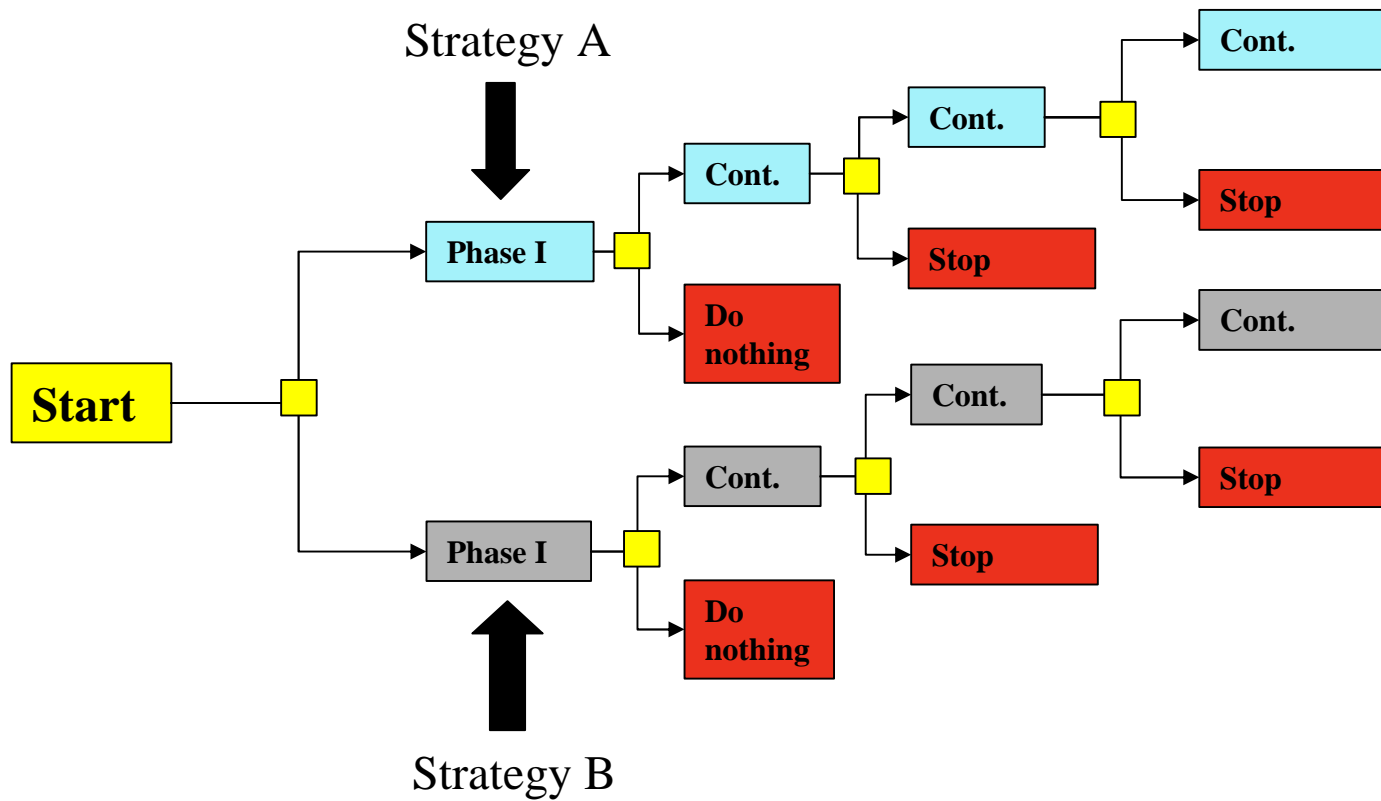 Strategy A
Cont.
Cont.
Cont.
Stop
Phase I
Stop
Do
nothing
Cont.
Start
Cont.
Cont.
Stop
Phase I
Stop
Do
nothing
Strategy B